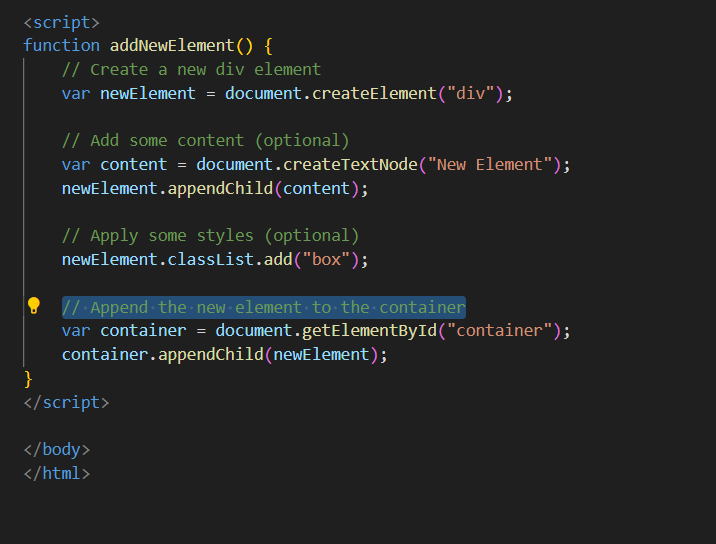 <script>
function addNewElement() {
    // Create a new div element
    var newElement = document.createElement("div");

    // Add some content (optional)
    var content = document.createTextNode("New Element");
    newElement.appendChild(content);

    // Apply some styles (optional)
    newElement.classList.add("box");

    // Append the new element to the container
    var container = document.getElementById("container");
    container.appendChild(newElement);
}
</script>

</body>
</html>